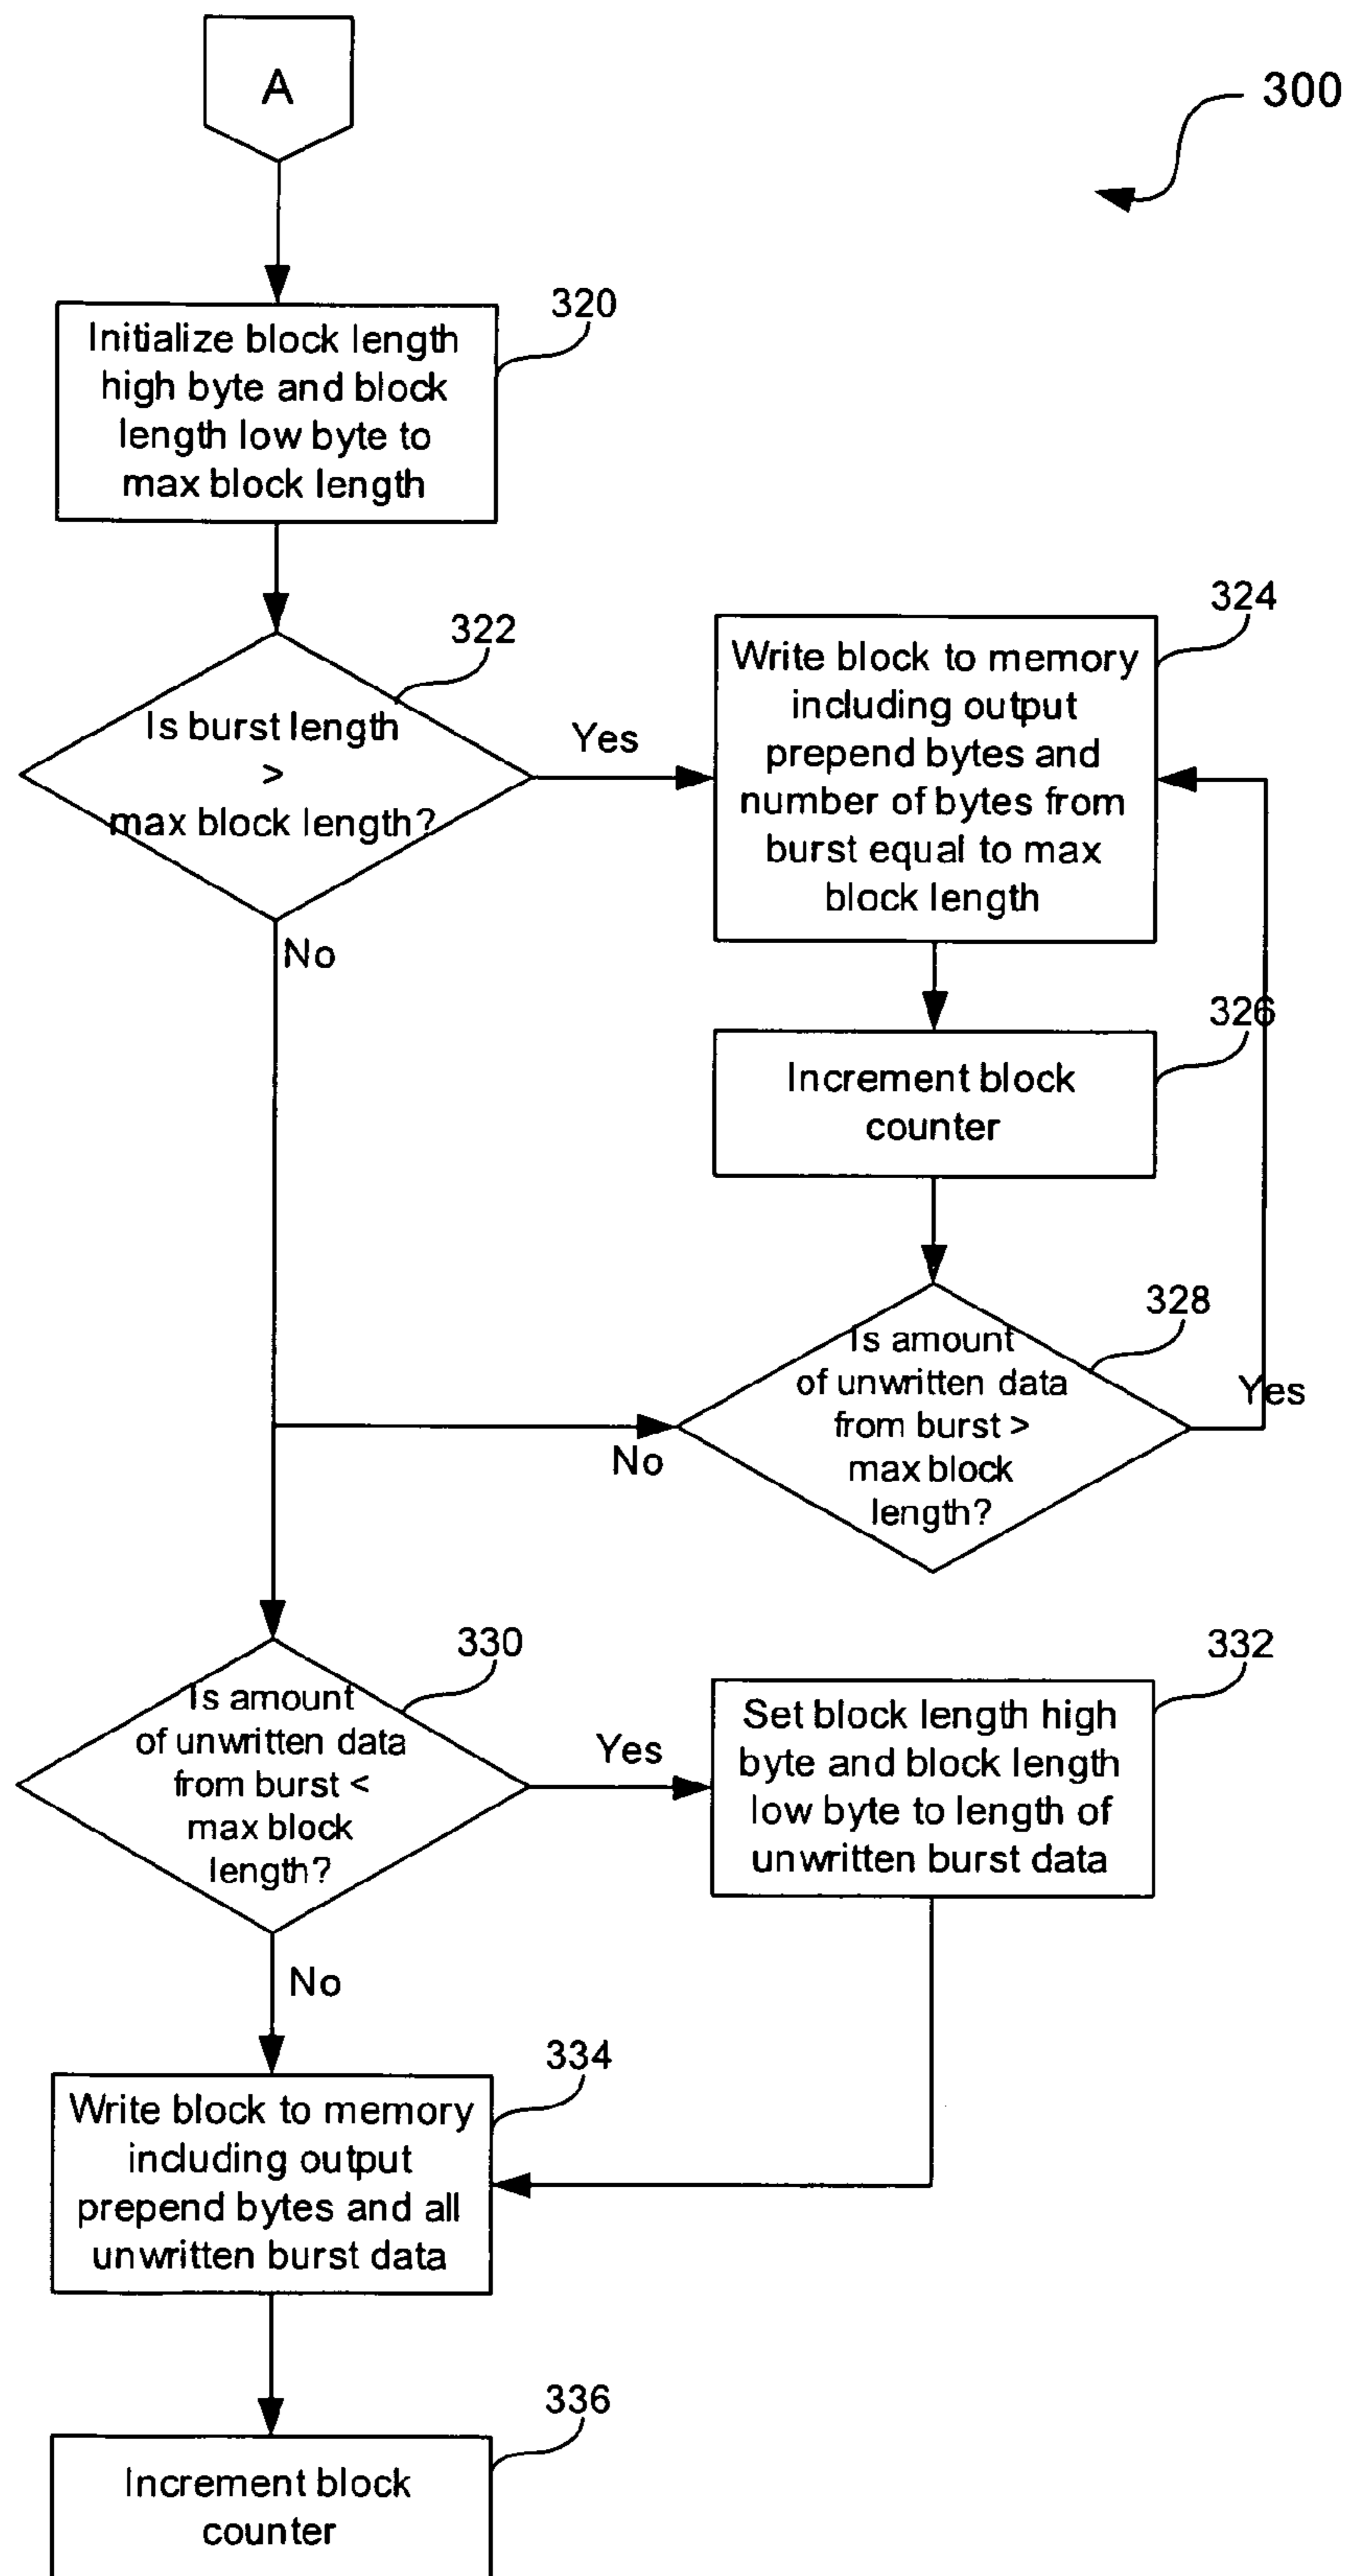 A
300
320
Initialize block length
high byte and block
length low byte to
max block length
322
Is burst length
>
max block length?
Yes
No
324
Write block to memory
including output
prepend bytes and
number of bytes from
burst equal to max
block length
326
Increment block
counter
328
Is amount
of unwritten data
from burst >
max block
length?
Yes
No
330
Is amount
of unwritten data
from burst <
max block
length?
Yes
No
332
Set block length high
byte and block length
low byte to length of
unwritten burst data
334
Write block to memory
including output
prepend bytes and all
unwritten burst data
336
Increment block
counter